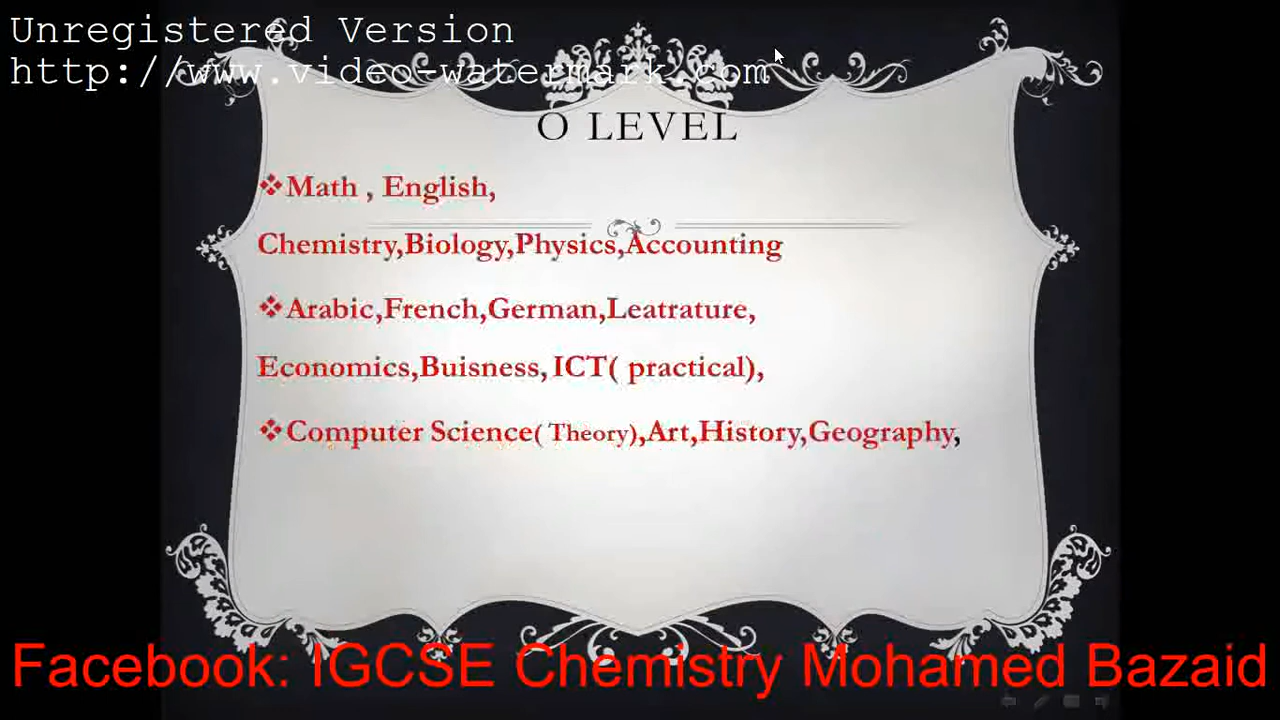 Unregistered Version
http://www.video-watermark.com
O LEVEL
❖Math , English,
Chemistry,Biology,Physics,Accounting
❖Arabic,French,German,Leatrature,
Economics,Buisness, ICT( practical),
❖Computer Science( Theory),Art,History,Geography,
Facebook: IGCSE Chemistry Mohamed Bazaid